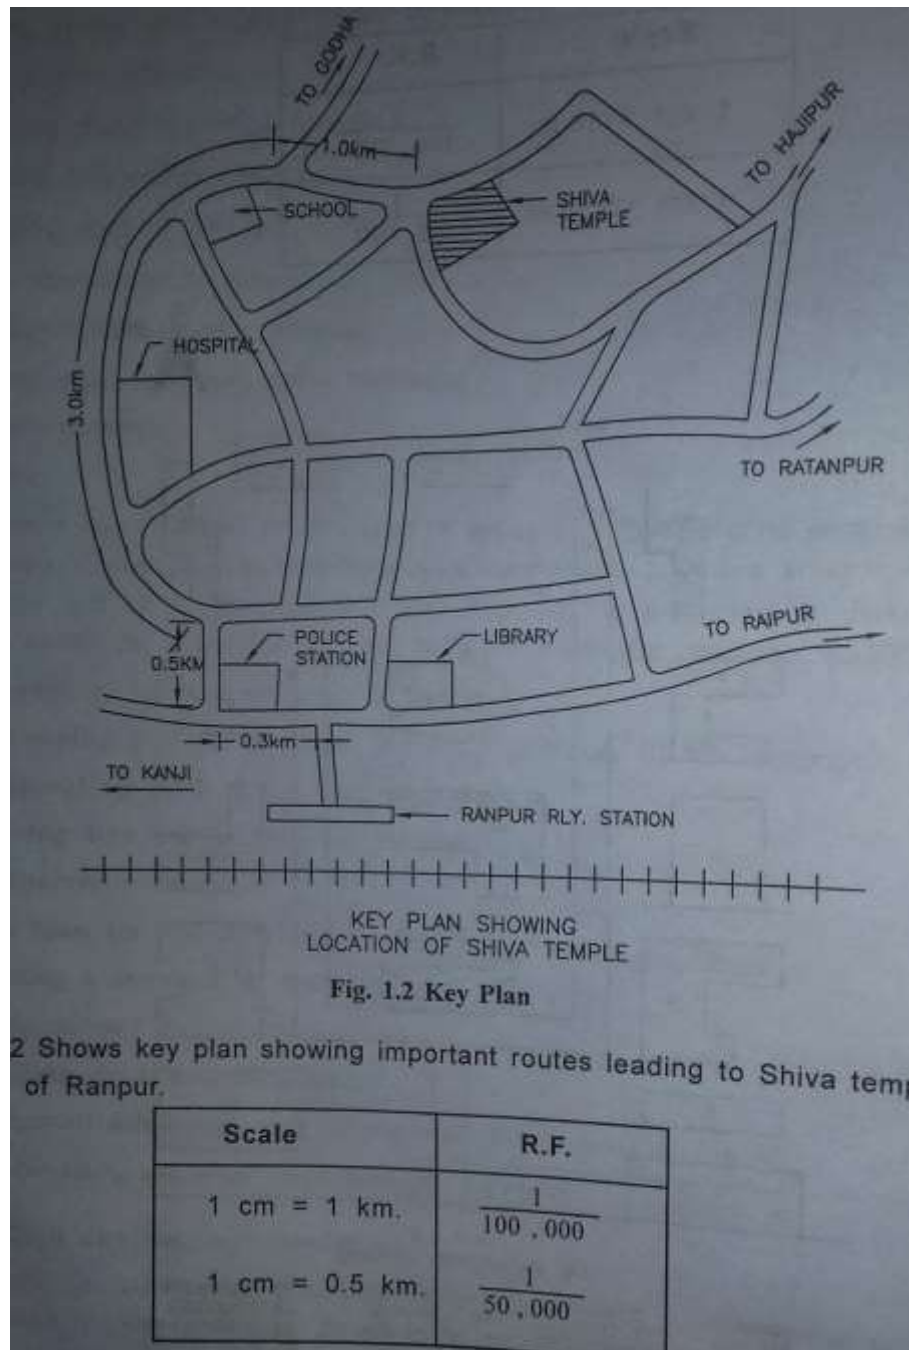 TO GODHA
1.0km
TO HAJIPUR
SCHOOL
SHIVA
TEMPLE
HOSPITAL
3.0km
TO RATANPUR
POLICE
STATION
LIBRARY
TO RAIPUR
0.5KM
0.3km
TO KANJI
RANPUR RLY. STATION
KEY PLAN SHOWING
LOCATION OF SHIVA TEMPLE
Fig. 1.2 Key Plan
2 Shows key plan showing important routes leading to Shiva temp
of Ranpur.
Scale R.F.
1 cm = 1 km. 1
100 , 000
1 cm = 0.5 km. 1
50 , 000